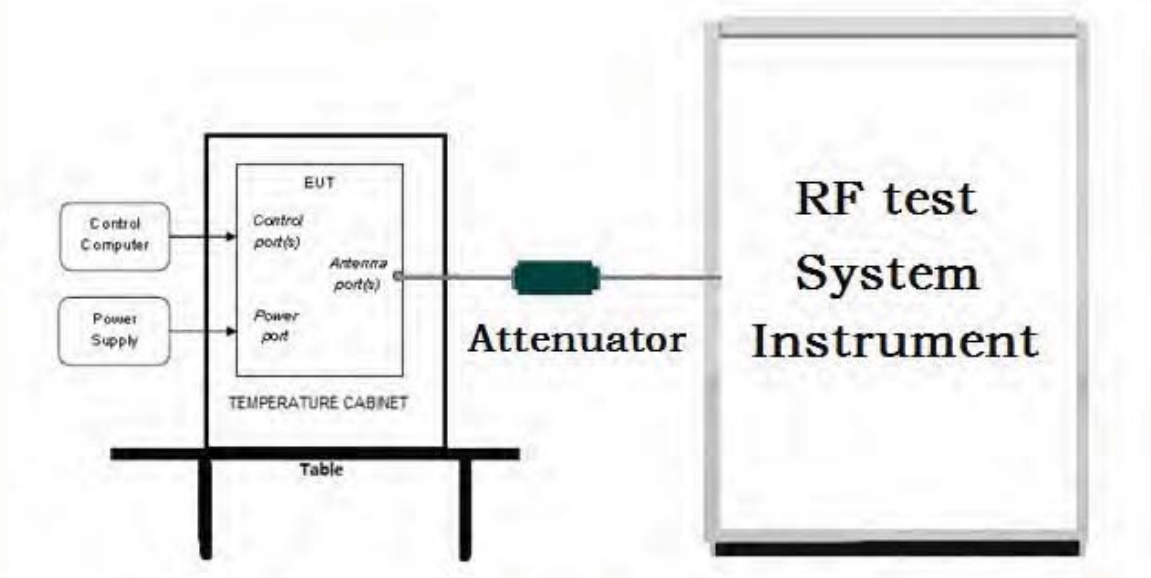 Control
Computer
Power
Supply
EUT
Control
port(s)
Antenna
port(s)
Power
port
TEMPERATURE CABINET
Table
Attenuator
RF test
System
Instrument